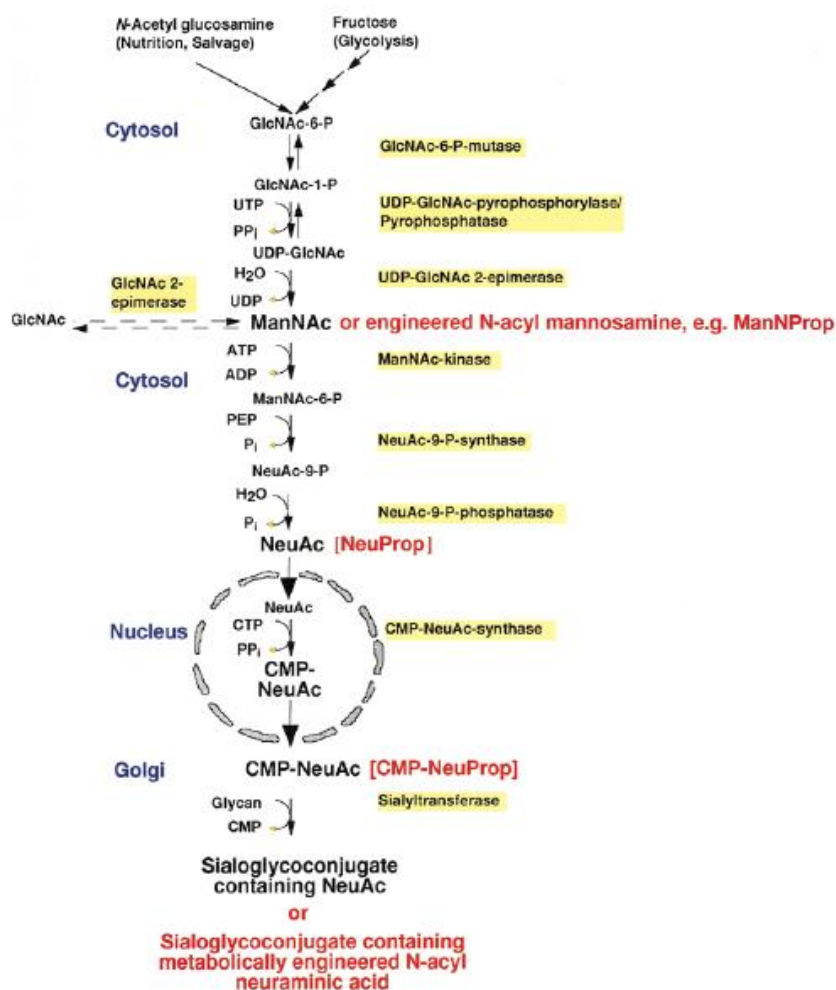 N-Acetyl glucosamine
(Nutrition, Salvage)
Fructose
(Glycolysis)
Cytosol
GlcNAc-6-P
GlcNAc-6-P-mutase
GlcNAc-1-P
UTP
PPi
UDP-GlcNAc-pyrophosphorylase/
Pyrophosphatase
UDP-GlcNAc
H2O
UDP
UDP-GlcNAc 2-epimerase
GlcNAc 2-
epimerase
GlcNAc
ManNAc or engineered N-acyl mannosamine, e.g. ManNProp
ATP
ADP
ManNAc-kinase
Cytosol
ManNAc-6-P
PEP
Pi
NeuAc-9-P-synthase
NeuAc-9-P
H2O
Pi
NeuAc-9-P-phosphatase
NeuAc [NeuProp]
NeuAc
Nucleus
CTP
PPi
CMP-NeuAc-synthase
CMP-
NeuAc
Golgi
CMP-NeuAc [CMP-NeuProp]
Glycan
CMP
Sialyltransferase
Sialoglycoconjugate
containing NeuAc
or
Sialoglycoconjugate containing
metabolically engineered N-acyl
neuraminic acid